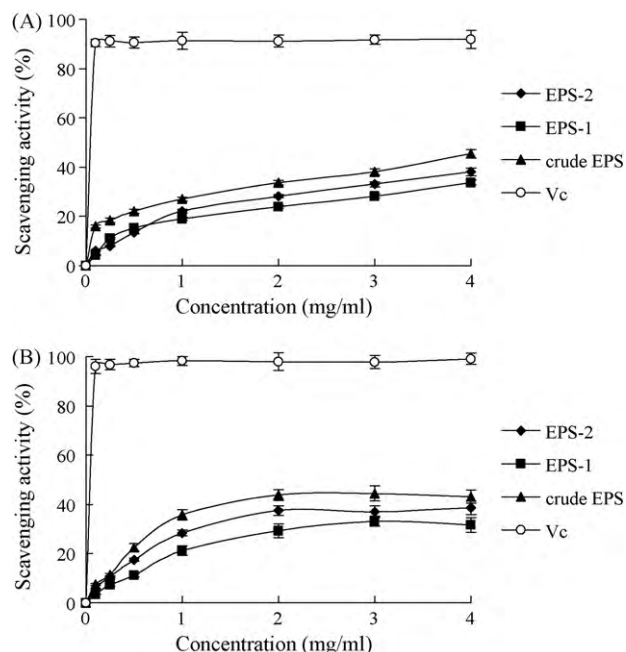 (A)
100
80
60
40
20
0
Scavenging activity (%)
0 1 2 3 4
Concentration (mg/ml)
EPS-2
EPS-1
crude EPS
Vc
(B)
100
80
60
40
20
0
Scavenging activity (%)
0 1 2 3 4
Concentration (mg/ml)
EPS-2
EPS-1
crude EPS
Vc